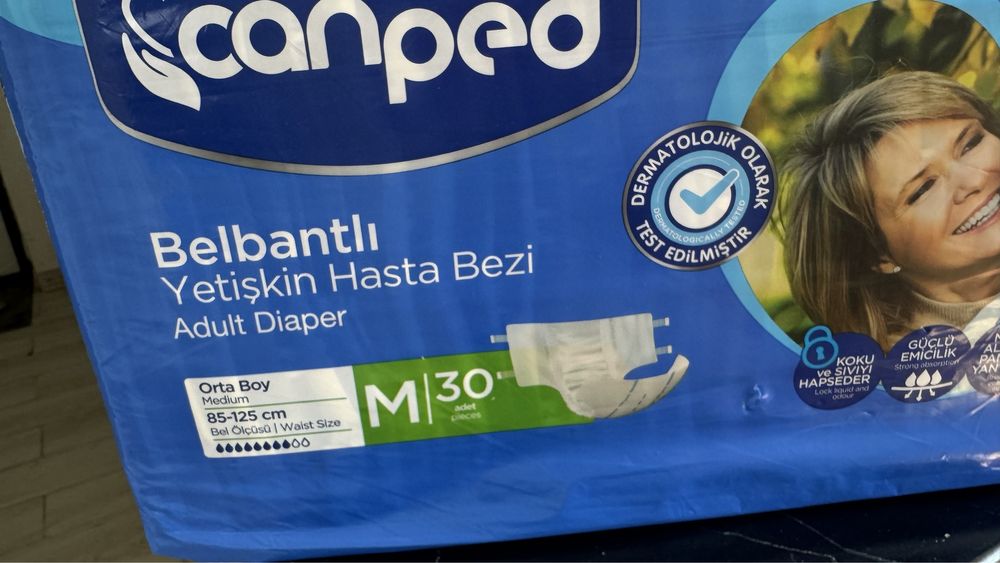 canped
DERMATOLOJİK OLARAK
DERMATOLOGICALLY TESTED
TEST EDİLMİŞTİR
Belbantlı
Yetişkin Hasta Bezi
Adult Diaper
Orta Boy
Medium
85-125 cm
Bel Ölçüsü | Waist Size
M | 30
adet
pieces
KOKU
ve SIVIYI
HAPSEDER
Lock liquid and
odour
GÜÇLÜ
EMİCİLİK
Strong absorption